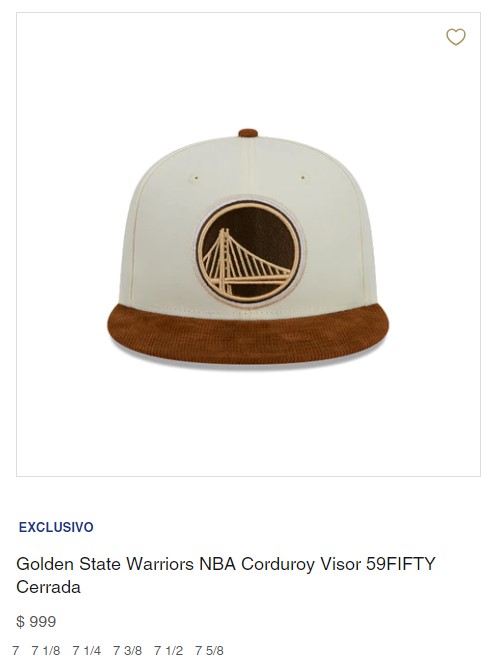 EXCLUSIVO
Golden State Warriors NBA Corduroy Visor 59FIFTY
Cerrada
$ 999
7 7 1/8 7 1/4 7 3/8 7 1/2 7 5/8